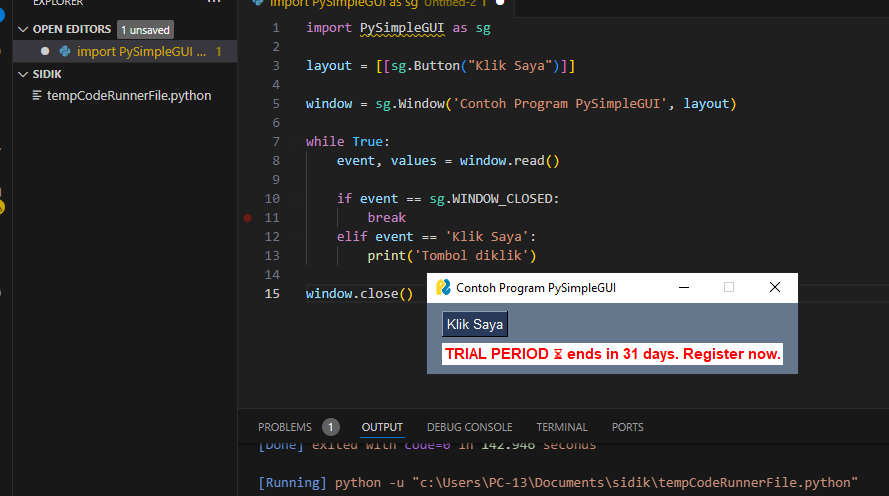 EXPLORER ···
OPEN EDITORS 1 unsaved
import PySimpleGUI ... 1
SIDIK
tempCodeRunnerFile.python
import PySimpleGUI as sg Untitled-2 1
1 import PySimpleGUI as sg
2
3 layout = [[sg.Button("Klik Saya")]]
4
5 window = sg.Window('Contoh Program PySimpleGUI', layout)
6
7 while True:
8     event, values = window.read()
9
10     if event == sg.WINDOW_CLOSED:
11         break
12     elif event == 'Klik Saya':
13         print('Tombol diklik')
14
15 window.close()
Contoh Program PySimpleGUI
Klik Saya
TRIAL PERIOD ⌛ ends in 31 days. Register now.
PROBLEMS 1 OUTPUT DEBUG CONSOLE TERMINAL PORTS
[Done] exited with code=0 in 142.946 seconds
[Running] python -u "c:\Users\PC-13\Documents\sidik\tempCodeRunnerFile.python"